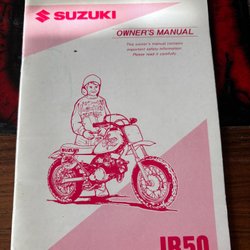 SUZUKI
OWNER'S MANUAL
This owner's manual contains
important safety information.
Please read it carefully.
JR50